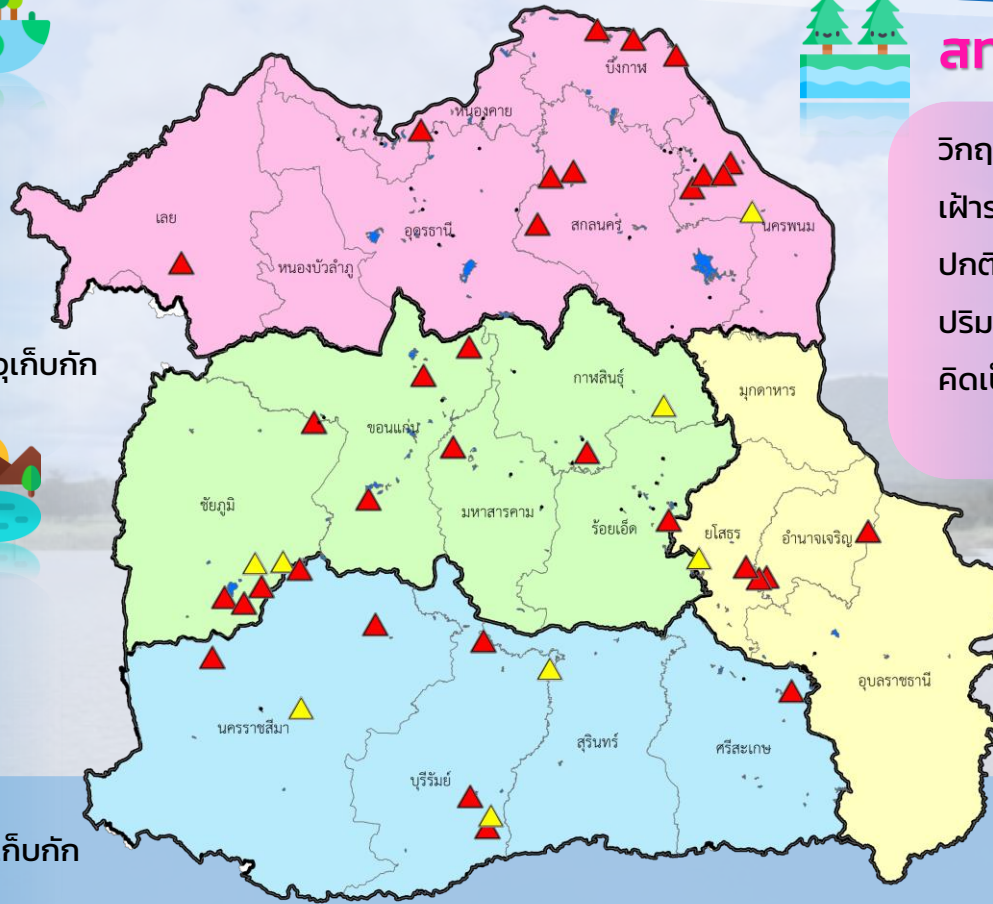 บึงกาฬ
หนองคาย
เลย
อุดรธานี
สกลนคร
นครพนม
หนองบัวลำภู
กาฬสินธุ์
มุกดาหาร
ขอนแก่น
ชัยภูมิ
มหาสารคาม
ร้อยเอ็ด
ยโสธร
อำนาจเจริญ
อุบลราชธานี
นครราชสีมา
บุรีรัมย์
สุรินทร์
ศรีสะเกษ
วิกฤ
เฝ้าร
ปกติ
ปริม
คิดเป
ุเก็บกัก
ก็บกัก